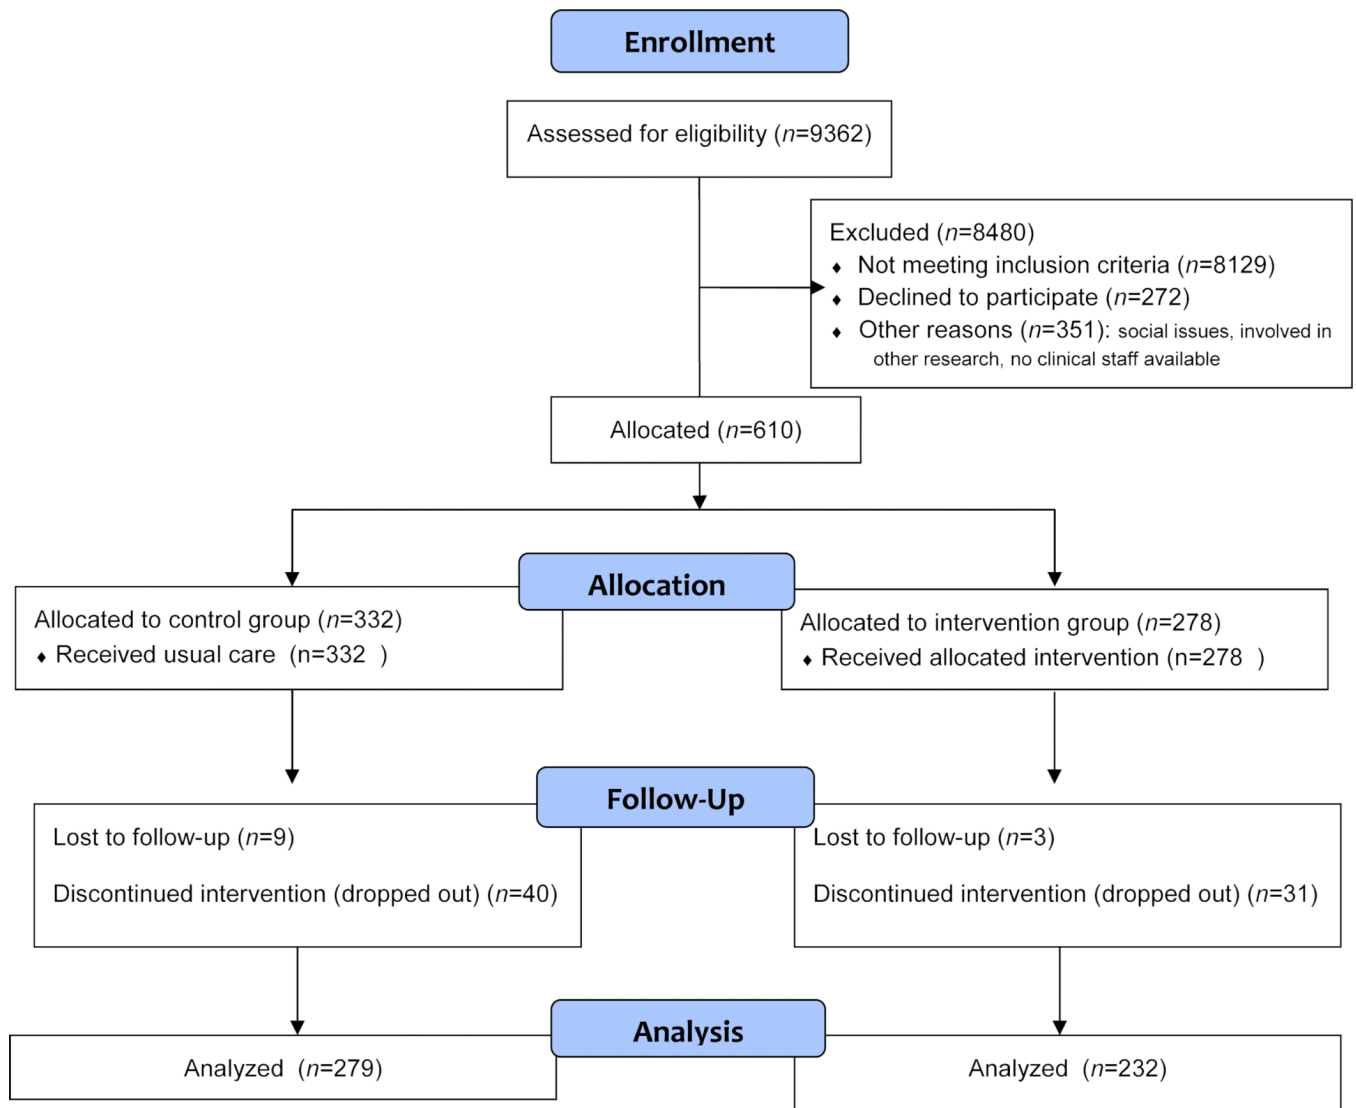 Enrollment
Assessed for eligibility (n=9362)
Excluded (n=8480)
♦ Not meeting inclusion criteria (n=8129)
♦ Declined to participate (n=272)
♦ Other reasons (n=351): social issues, involved in
other research, no clinical staff available
Allocated (n=610)
Allocation
Allocated to control group (n=332)
♦ Received usual care (n=332 )
Allocated to intervention group (n=278)
♦ Received allocated intervention (n=278 )
Follow-Up
Lost to follow-up (n=9)
Discontinued intervention (dropped out) (n=40)
Lost to follow-up (n=3)
Discontinued intervention (dropped out) (n=31)
Analysis
Analyzed (n=279)
Analyzed (n=232)